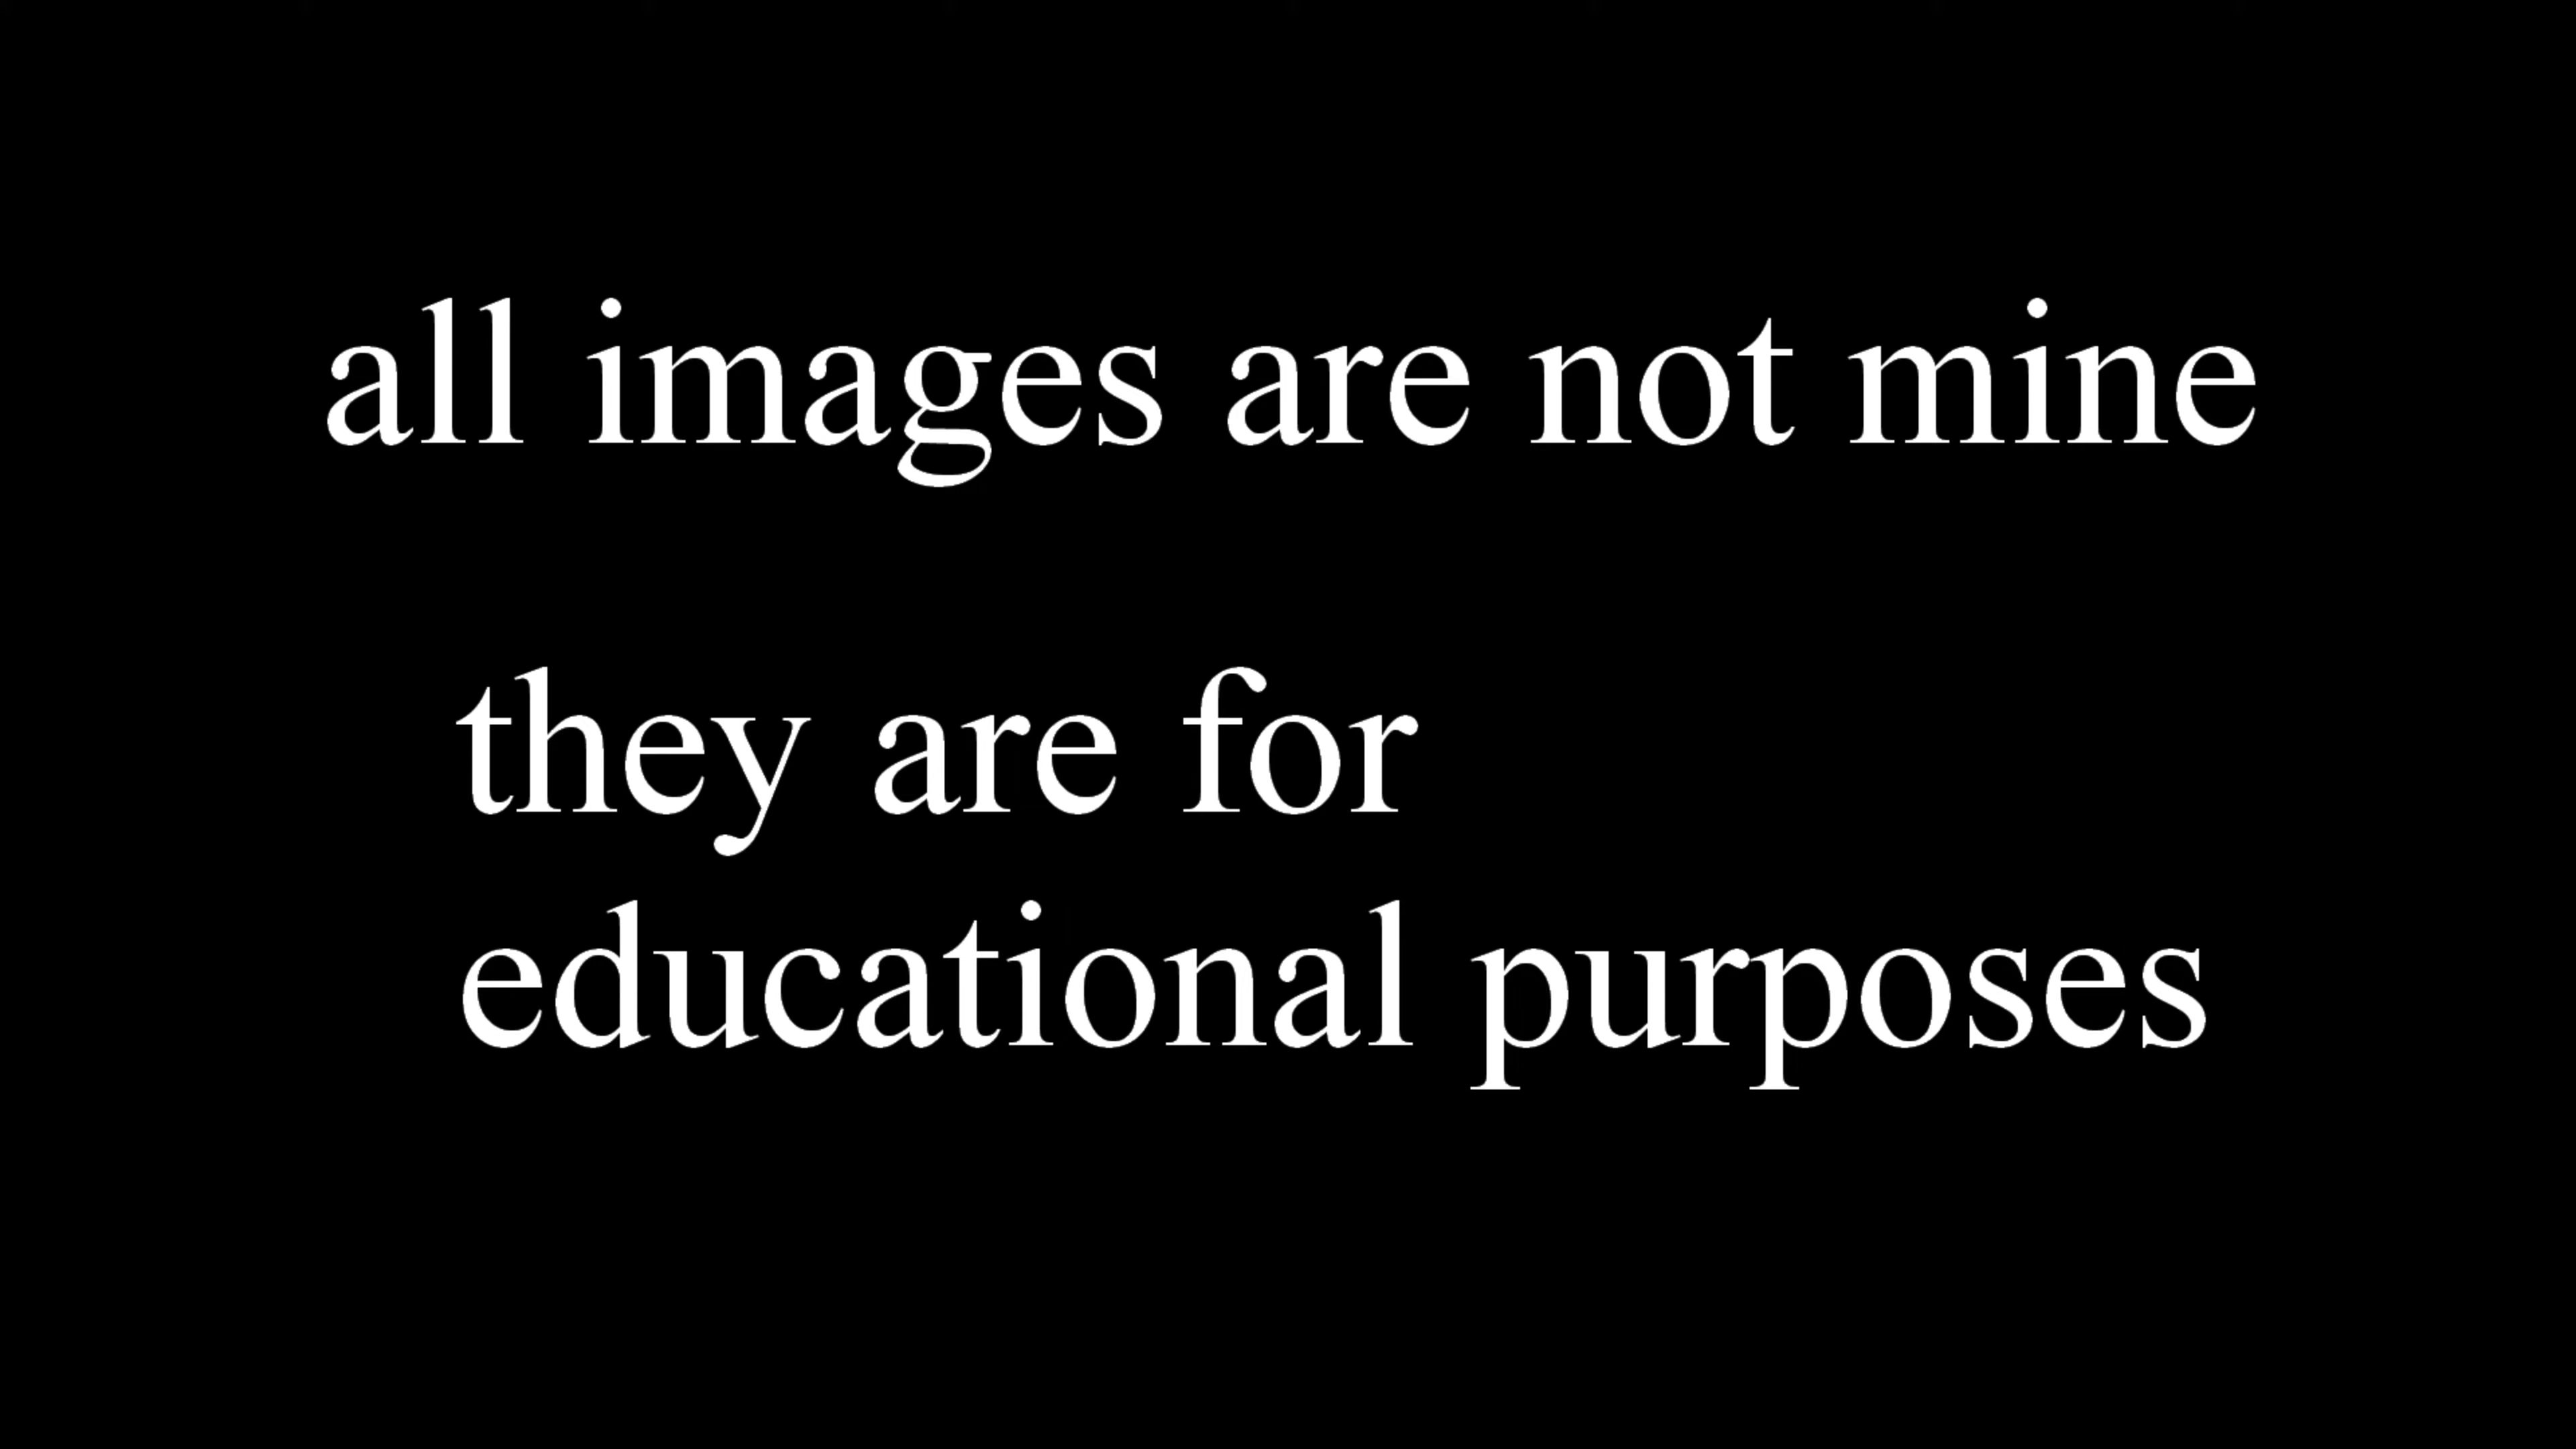 all images are not mine
they are for
educational purposes